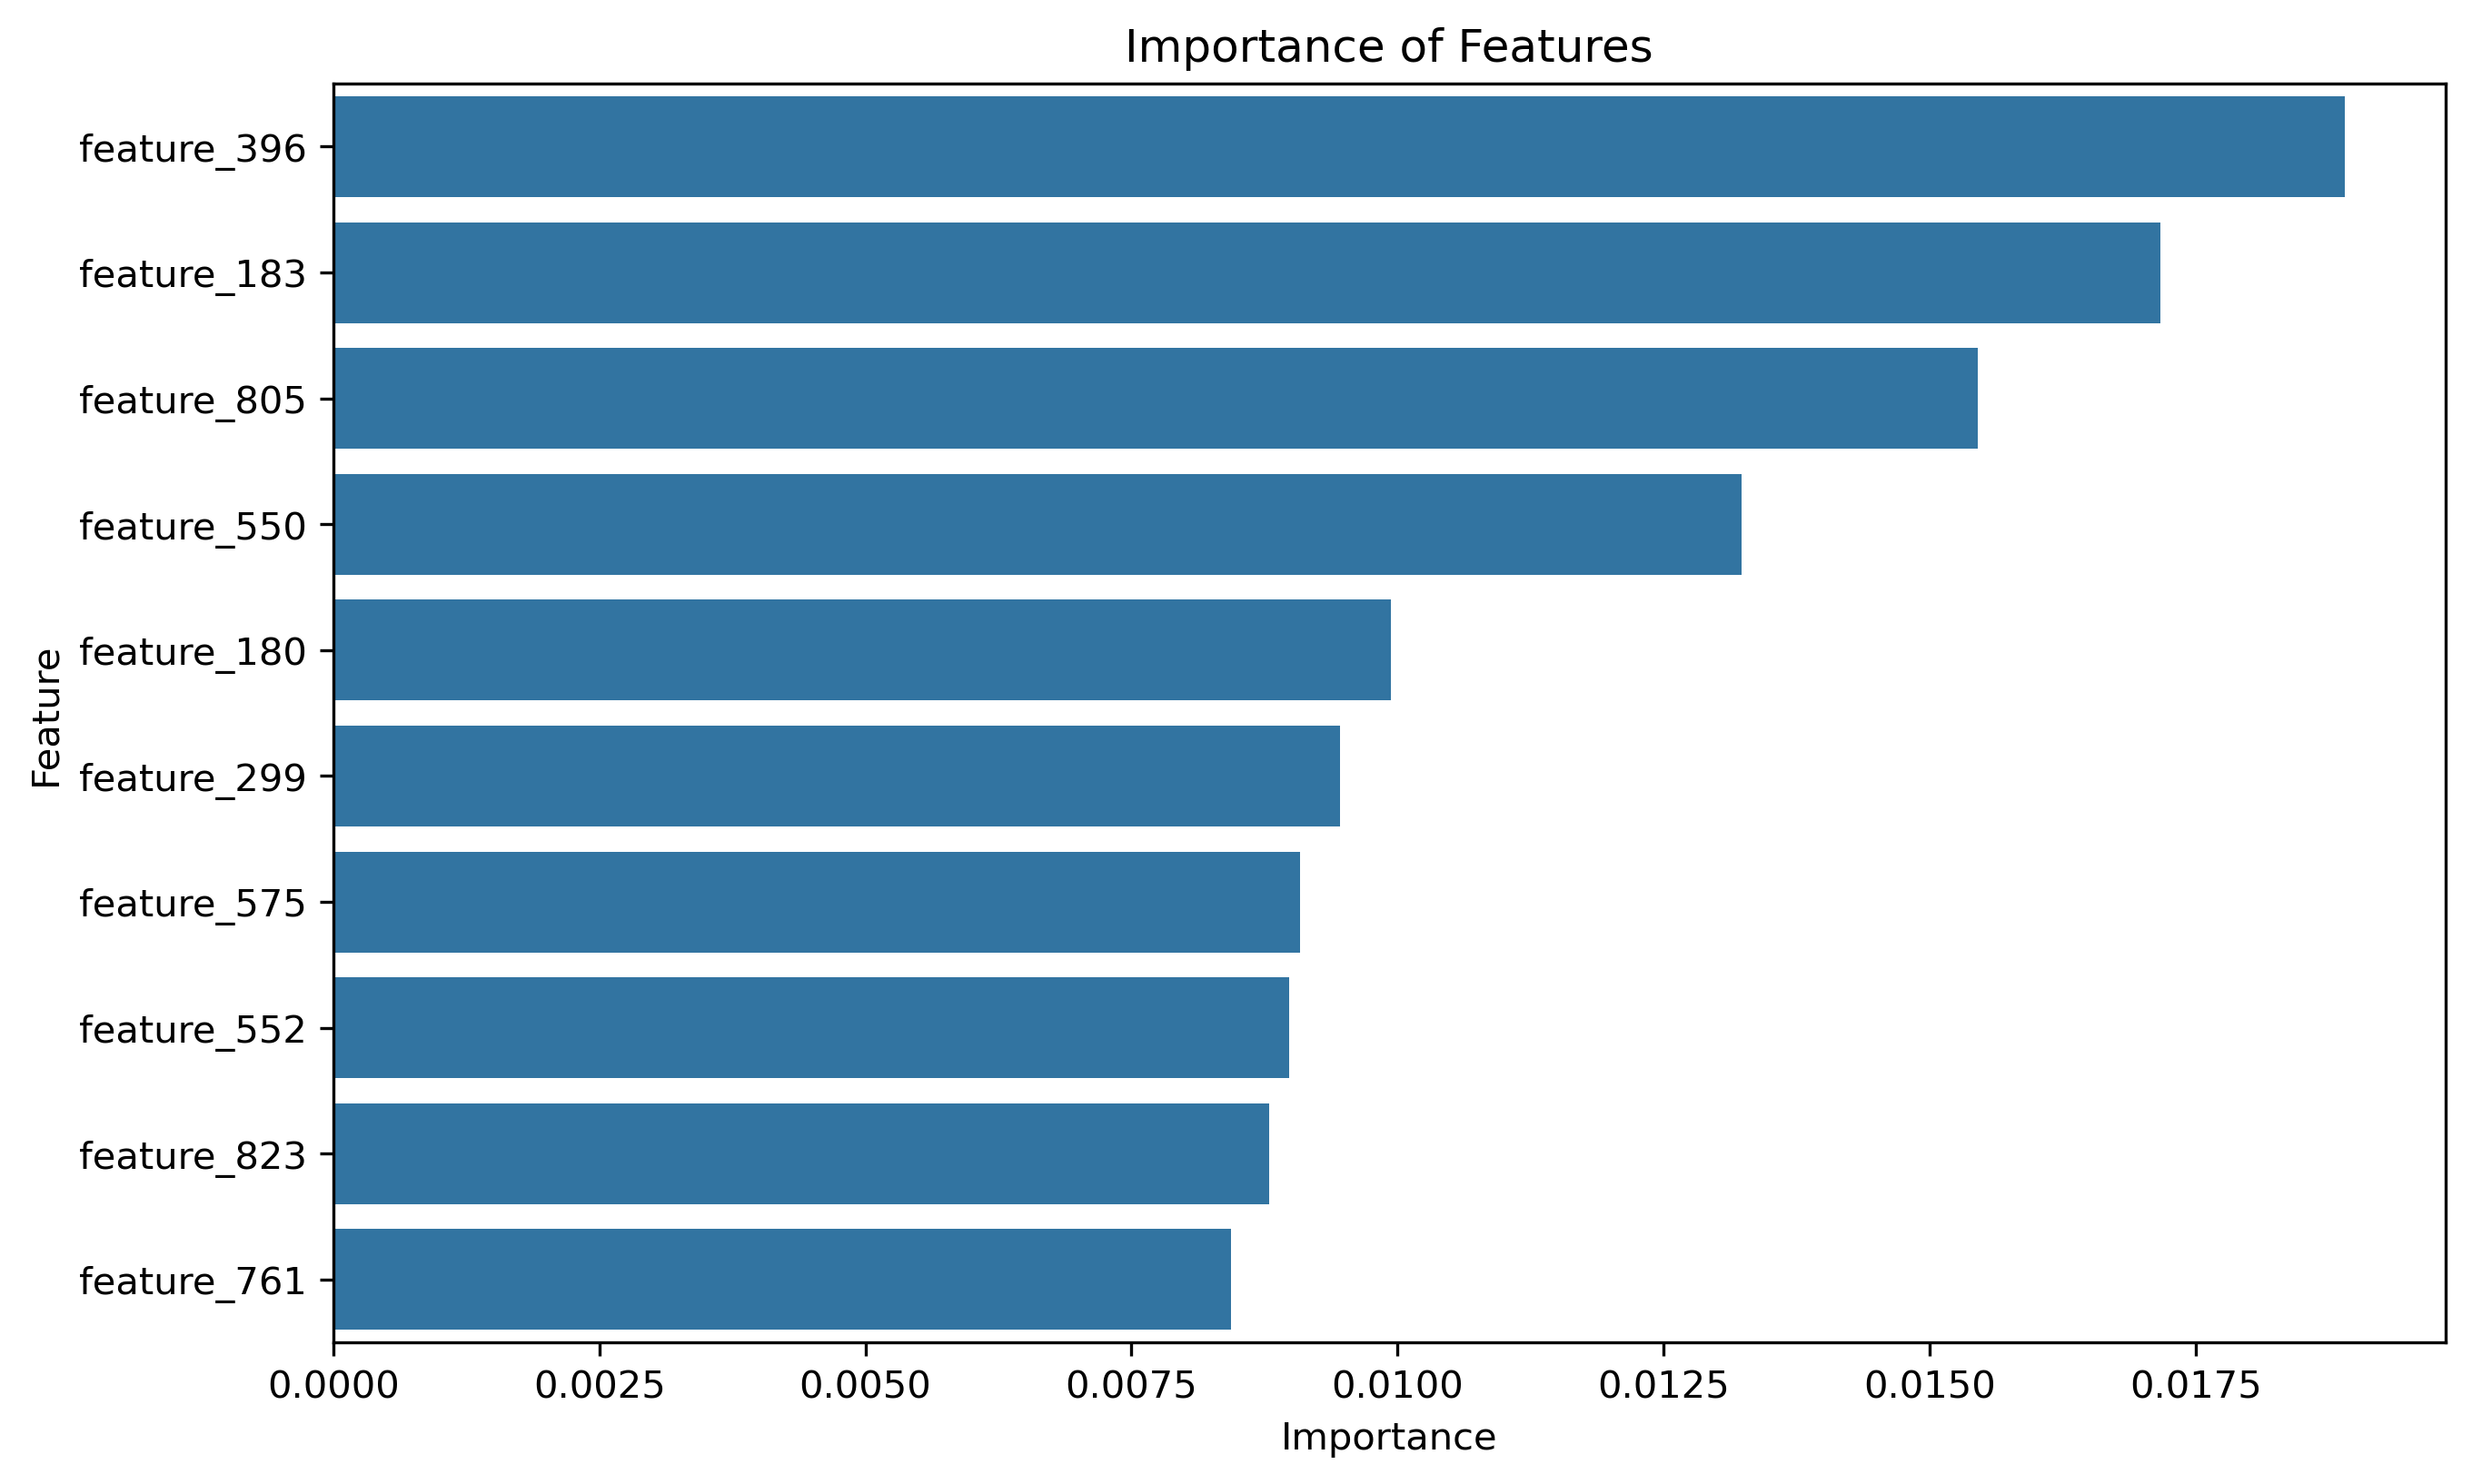 Importance of Features
feature_396
feature_183
feature_805
feature_550
feature_180
feature_299
feature_575
feature_552
feature_823
feature_761
Feature
0.0000 0.0025 0.0050 0.0075 0.0100 0.0125 0.0150 0.0175
Importance